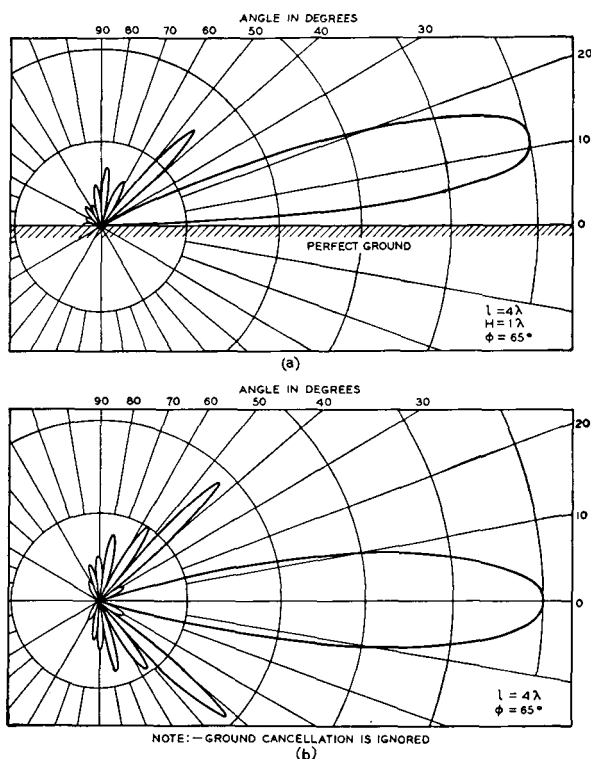 ANGLE IN DEGREES
90 80 70 60 50 40 30
20
10
0
PERFECT GROUND
l = 4λ
H = 1λ
φ = 65°
(a)
ANGLE IN DEGREES
90 80 70 60 50 40 30
20
10
0
l = 4λ
φ = 65°
NOTE:— GROUND CANCELLATION IS IGNORED
(b)